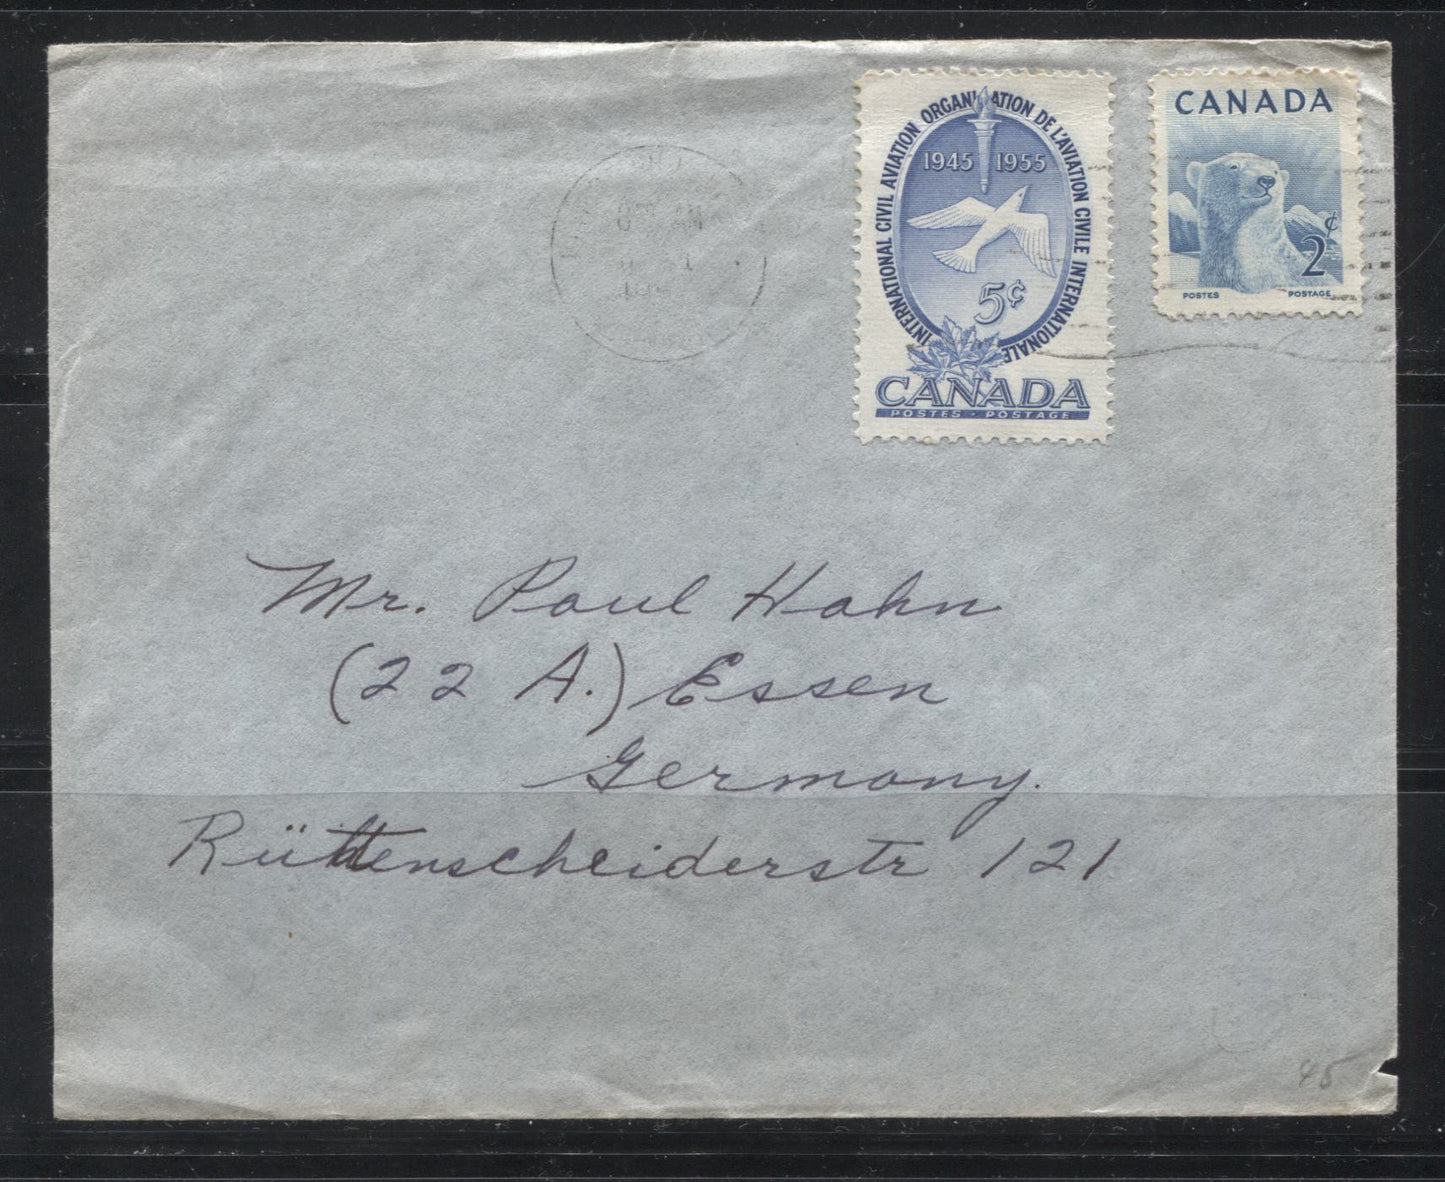 INTERNATIONAL CIVIL AVIATION ORGANIZATION DE L'AVIATION CIVILE INTERNATIONALE
1945 1955
5¢
CANADA
POSTES · POSTAGE
CANADA
2¢
POSTES POSTAGE
Mr. Paul Hahn
(22 A.) Essen
Germany.
Rüttenscheiderstr 121
45